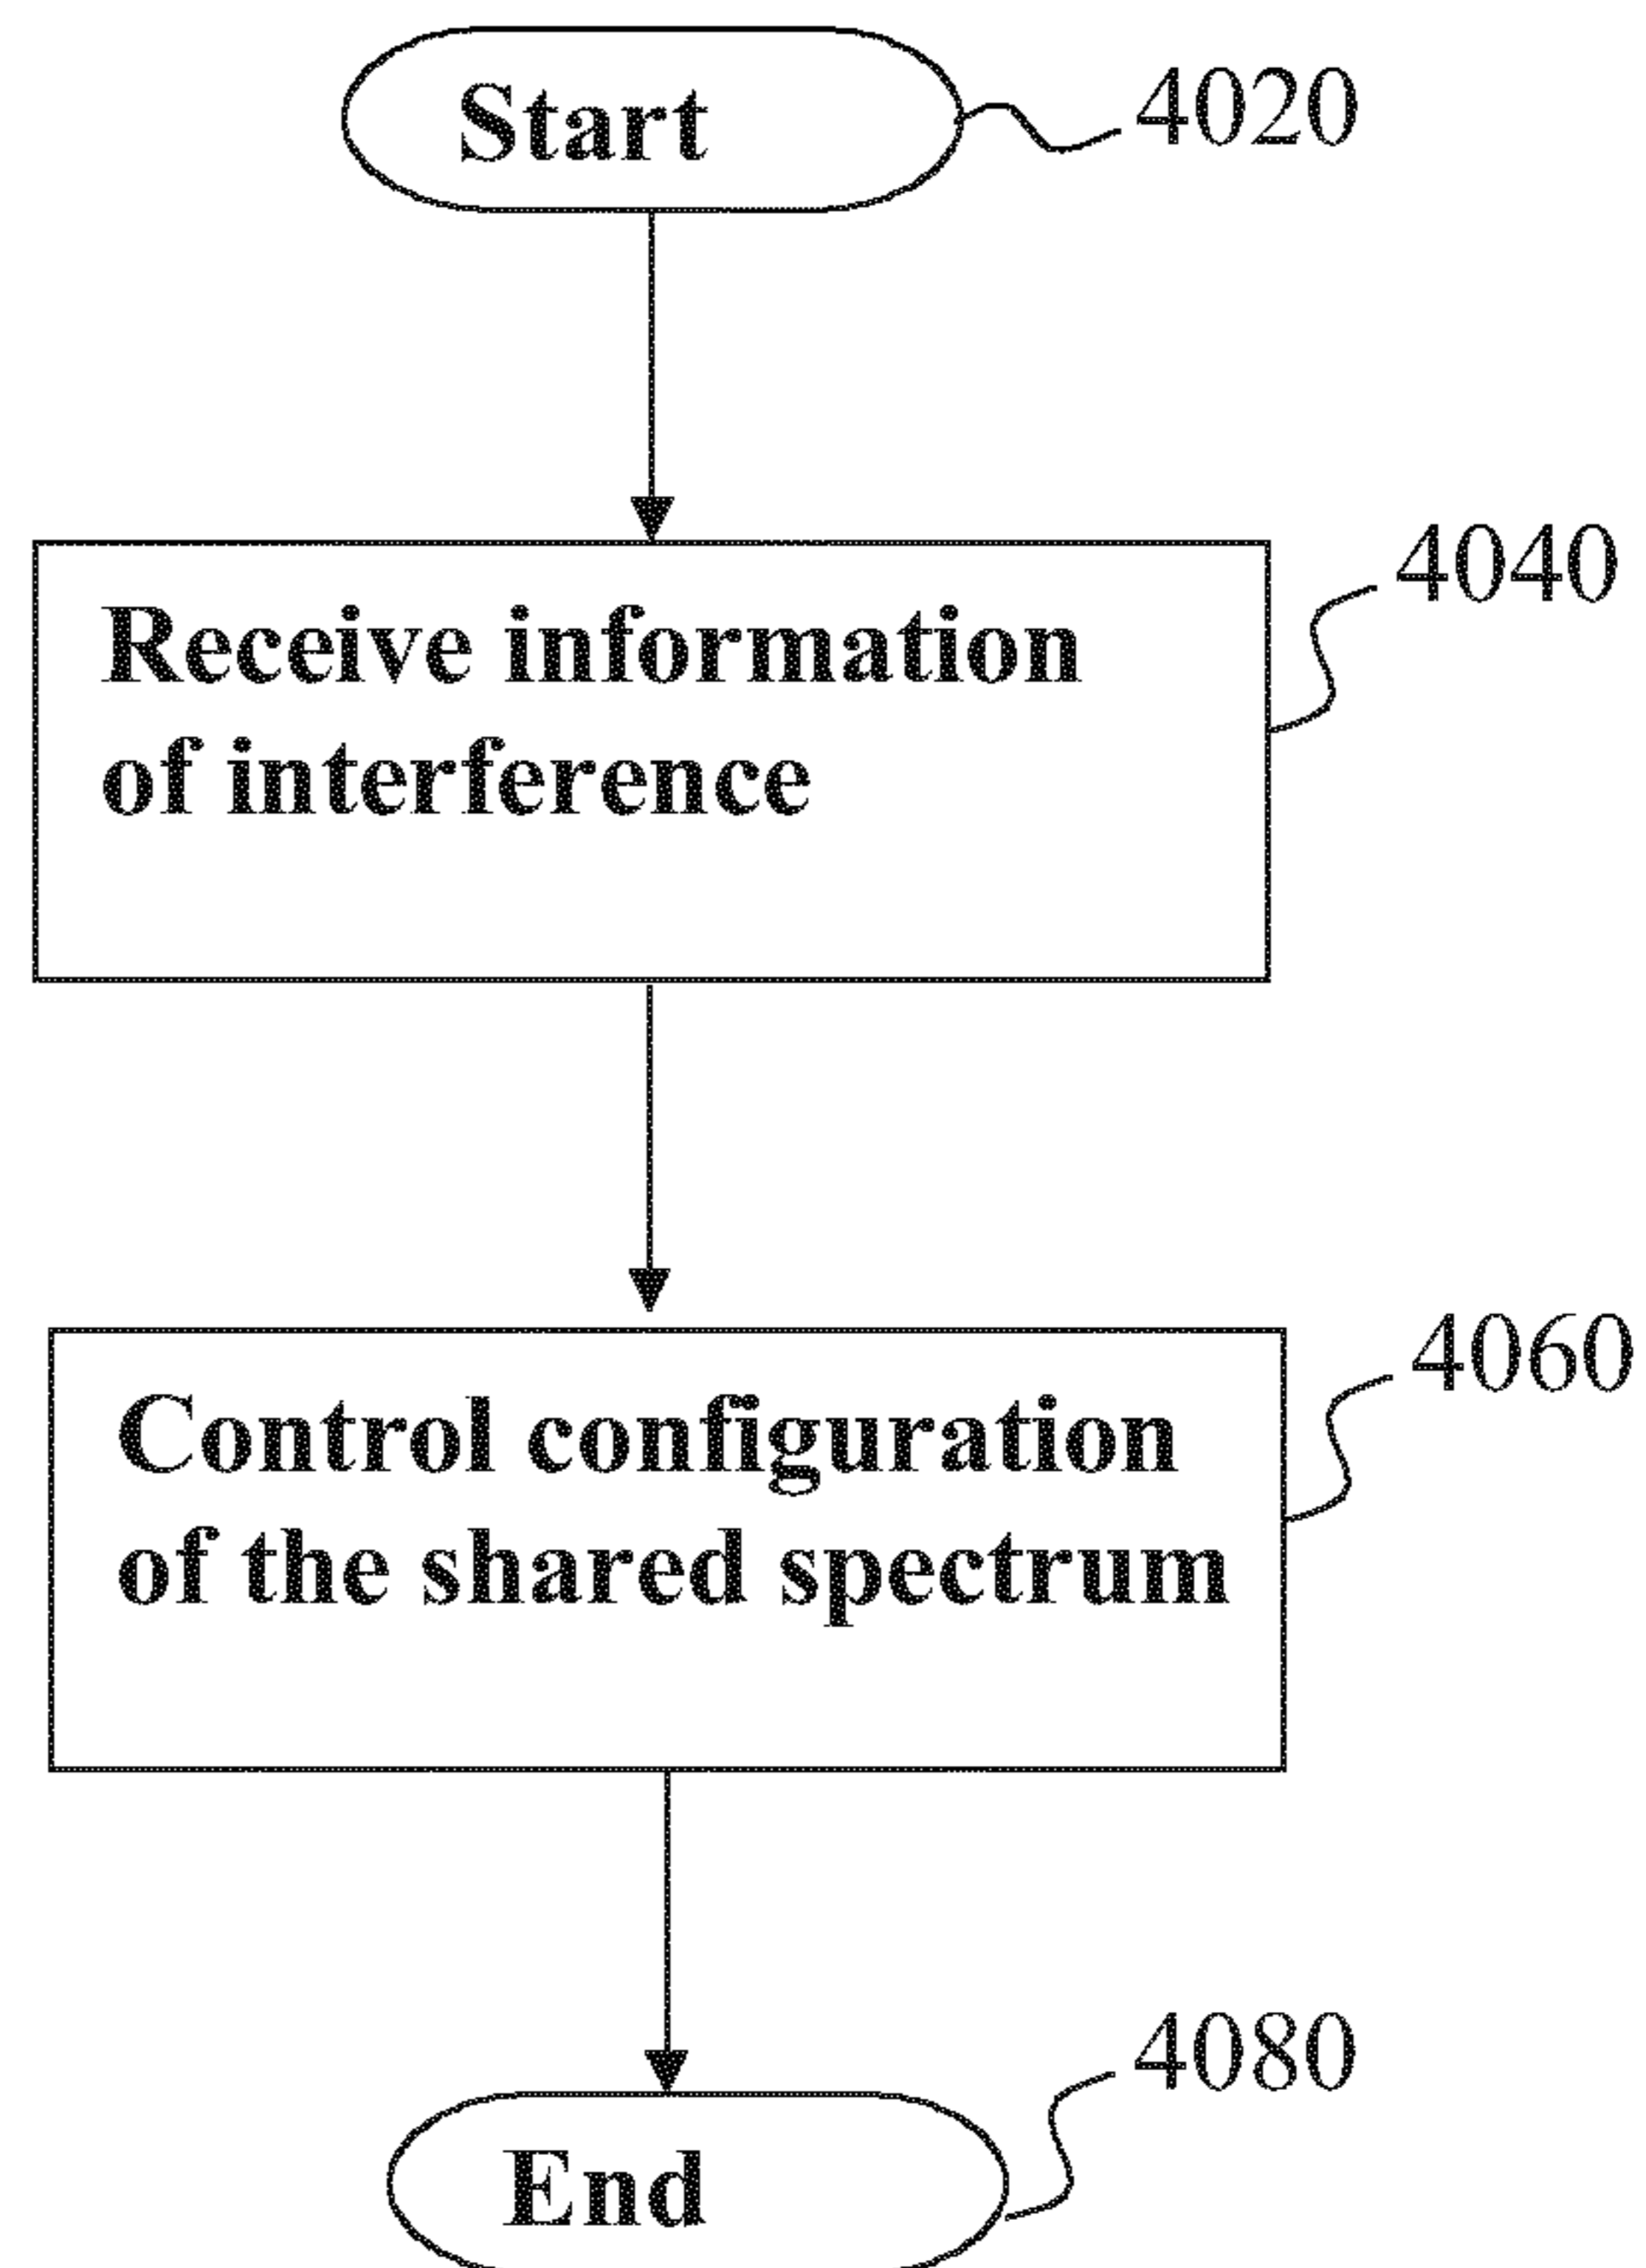 Start
4020
4040
Receive information
of interference
4060
Control configuration
of the shared spectrum
4080
End